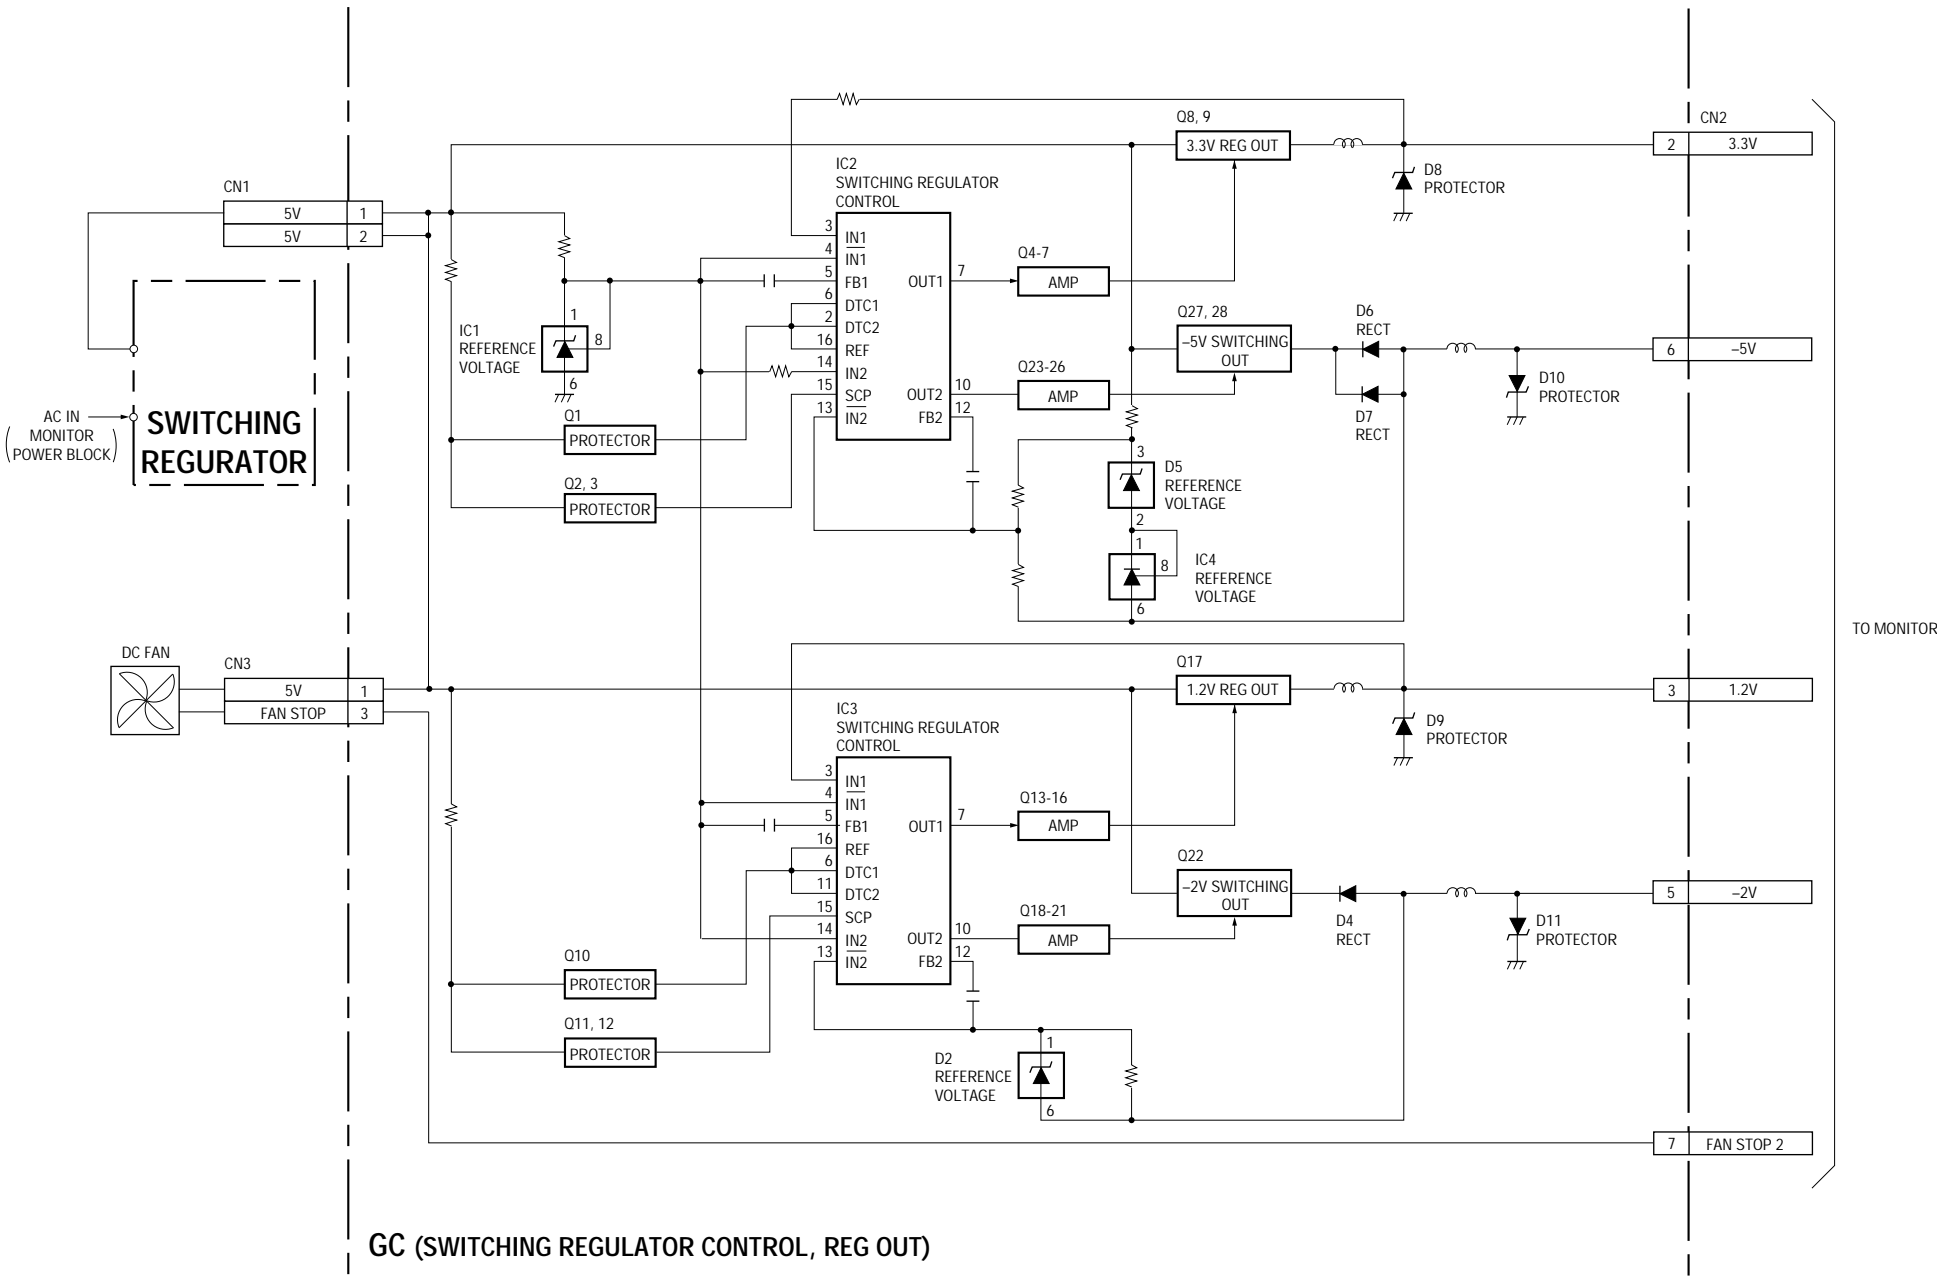 CN1
5V 1
5V 2
AC IN
MONITOR
POWER BLOCK
SWITCHING
REGURATOR
DC FAN
CN3
5V 1
FAN STOP 3
IC1
REFERENCE
VOLTAGE
1
8
6
Q1
PROTECTOR
Q2, 3
PROTECTOR
IC2
SWITCHING REGULATOR
CONTROL
3 IN1
4 IN1
5 FB1
6 DTC1
2 DTC2
16 REF
14 IN2
15 SCP
13 IN2
OUT1 7
OUT2 10
FB2 12
Q4-7
AMP
Q23-26
AMP
Q8, 9
3.3V REG OUT
D8
PROTECTOR
Q27, 28
–5V SWITCHING
OUT
D6
RECT
D7
RECT
D10
PROTECTOR
3
D5
REFERENCE
VOLTAGE
2
1
8
IC4
REFERENCE
VOLTAGE
6
CN2
2 3.3V
6 –5V
3 1.2V
5 –2V
7 FAN STOP 2
TO MONITOR
Q17
1.2V REG OUT
D9
PROTECTOR
IC3
SWITCHING REGULATOR
CONTROL
3 IN1
4 IN1
5 FB1
16 REF
6 DTC1
11 DTC2
15 SCP
14 IN2
13 IN2
OUT1 7
OUT2 10
FB2 12
Q13-16
AMP
Q18-21
AMP
Q22
–2V SWITCHING
OUT
D4
RECT
D11
PROTECTOR
Q10
PROTECTOR
Q11, 12
PROTECTOR
D2
REFERENCE
VOLTAGE
1
6
GC (SWITCHING REGULATOR CONTROL, REG OUT)